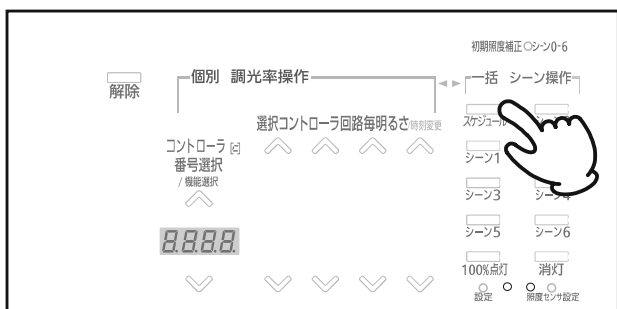 初期照度補正○シーン0-6
個別 調光率操作
一括 シーン操作
解除
スケジュール
選択コントローラ回路毎明るさ/時刻変更
コントローラ [c]
番号選択
/ 機能選択
シーン1
シーン3
8.8.8.8.
シーン5
シーン6
100%点灯
消灯
設定
照度センサ設定